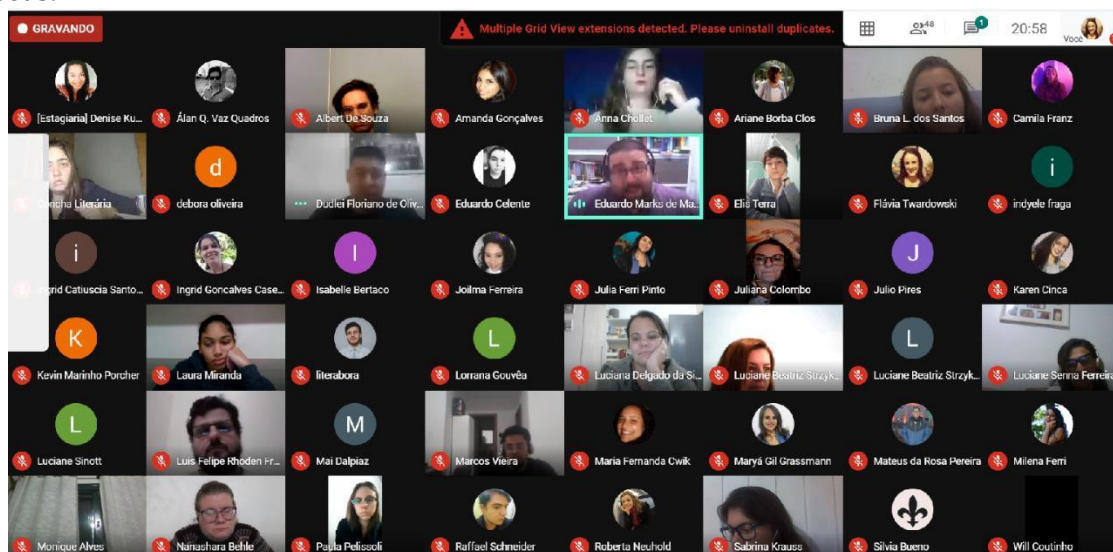 GRAVANDO
Multiple Grid View extensions detected. Please uninstall duplicates.
48
1
20:58
Você
[Estagiaria] Denise Ku...
Álan Q. Vaz Quadros
Albert De Souza
Amanda Gonçalves
Anna Chollet
Ariane Borba Clos
Bruna L. dos Santos
Camila Franz
Concha Literária
d
debora oliveira
Dudlei Floriano de Oliv...
Eduardo Celente
Eduardo Marks de Ma...
Elis Terra
Flávia Twardowski
i
indyele fraga
i
Ingrid Catiuscia Santo...
Ingrid Goncalves Case...
I
Isabelle Bertaco
Joilma Ferreira
Julia Ferri Pinto
Juliana Colombo
J
Julio Pires
Karen Cinca
K
Kevin Marinho Porcher
Laura Miranda
literabora
L
Lorrana Gouvêa
Luciana Delgado da Si...
Luciane Beatriz Strzyk...
L
Luciane Beatriz Strzyk...
Luciane Senna Ferreira
L
Luciane Sinott
Luis Felipe Rhoden Fr...
M
Mai Dalpiaz
Marcos Vieira
Maria Fernanda Cwik
Maryá Gil Grassmann
Mateus da Rosa Pereira
Milena Ferri
Monique Alves
Nanashara Behle
Paula Pelissoli
Raffael Schneider
Roberta Neuhold
Sabrina Krauss
Silvia Bueno
Will Coutinho